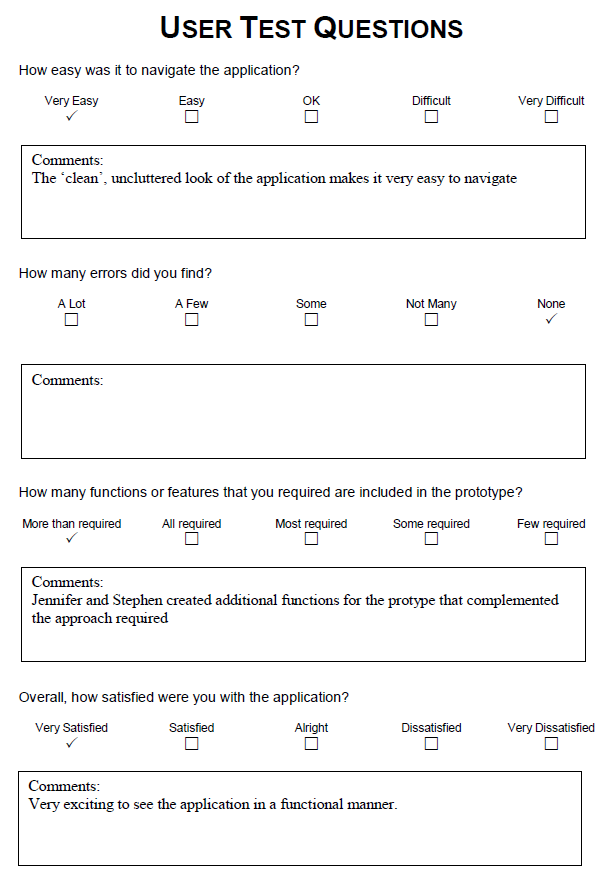 USER TEST QUESTIONS
How easy was it to navigate the application?
Very Easy Easy OK Difficult Very Difficult
✓ ☐ ☐ ☐ ☐
Comments:
The ‘clean’, uncluttered look of the application makes it very easy to navigate
How many errors did you find?
A Lot A Few Some Not Many None
☐ ☐ ☐ ☐ ✓
Comments:
How many functions or features that you required are included in the prototype?
More than required All required Most required Some required Few required
✓ ☐ ☐ ☐ ☐
Comments:
Jennifer and Stephen created additional functions for the protype that complemented
the approach required
Overall, how satisfied were you with the application?
Very Satisfied Satisfied Alright Dissatisfied Very Dissatisfied
✓ ☐ ☐ ☐ ☐
Comments:
Very exciting to see the application in a functional manner.